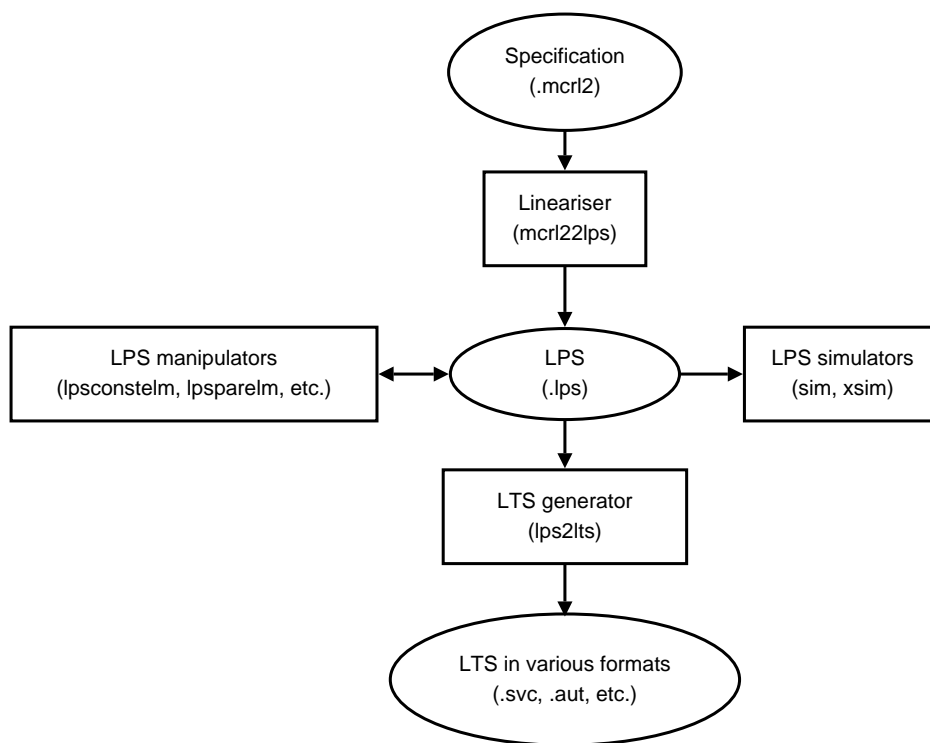 Specification
(.mcrl2)
Lineariser
(mcrl22lps)
LPS manipulators
(lpsconstelm, lpsparelm, etc.)
LPS
(.lps)
LPS simulators
(sim, xsim)
LTS generator
(lps2lts)
LTS in various formats
(.svc, .aut, etc.)